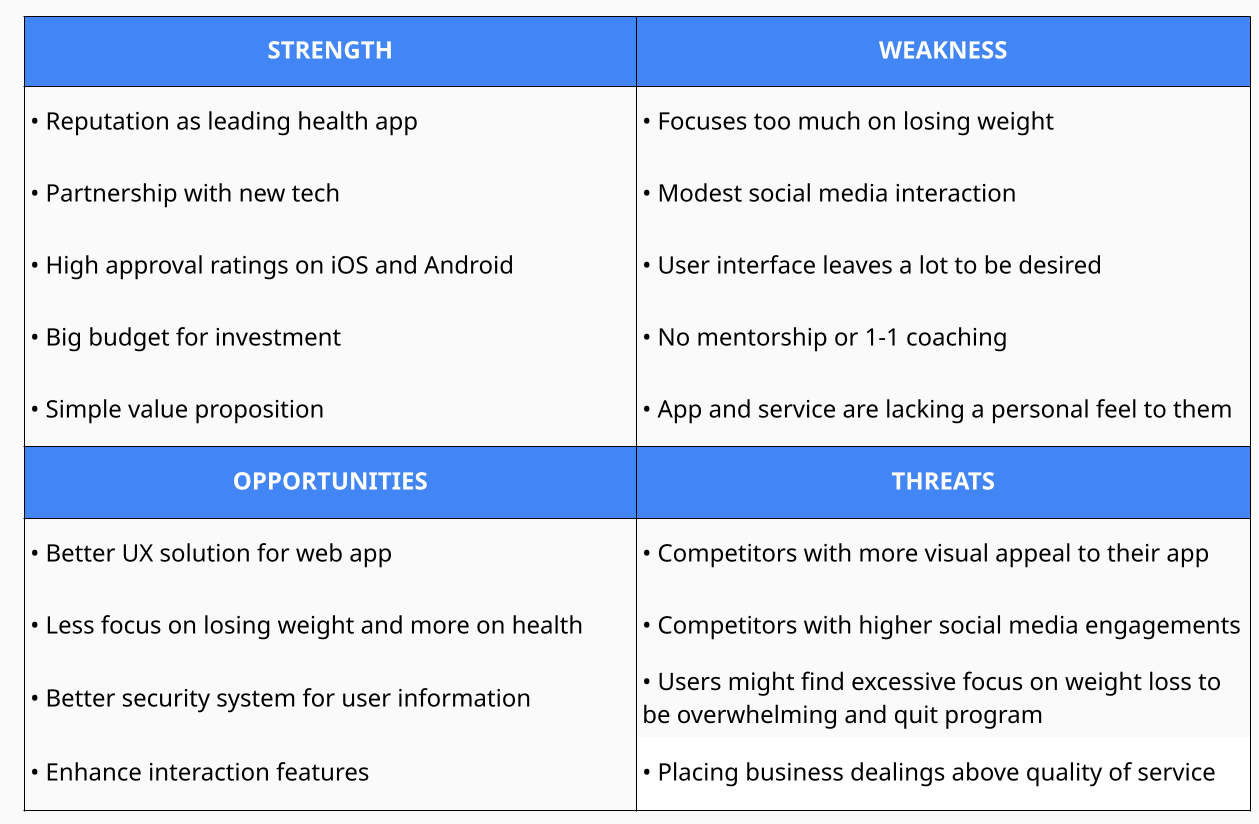 STRENGTH
WEAKNESS
• Reputation as leading health app
• Partnership with new tech
• High approval ratings on iOS and Android
• Big budget for investment
• Simple value proposition
• Focuses too much on losing weight
• Modest social media interaction
• User interface leaves a lot to be desired
• No mentorship or 1-1 coaching
• App and service are lacking a personal feel to them
OPPORTUNITIES
THREATS
• Better UX solution for web app
• Less focus on losing weight and more on health
• Better security system for user information
• Enhance interaction features
• Competitors with more visual appeal to their app
• Competitors with higher social media engagements
• Users might find excessive focus on weight loss to
be overwhelming and quit program
• Placing business dealings above quality of service